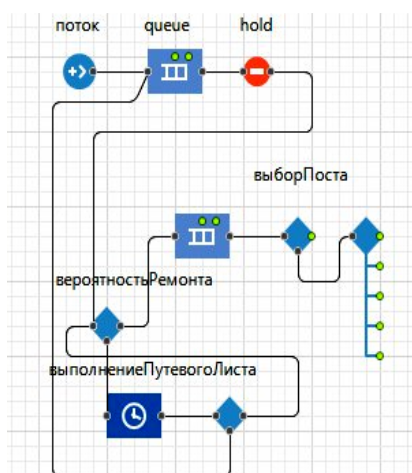 поток queue hold
выборПоста
вероятностьРемонта
выполнениеПутевогоЛиста